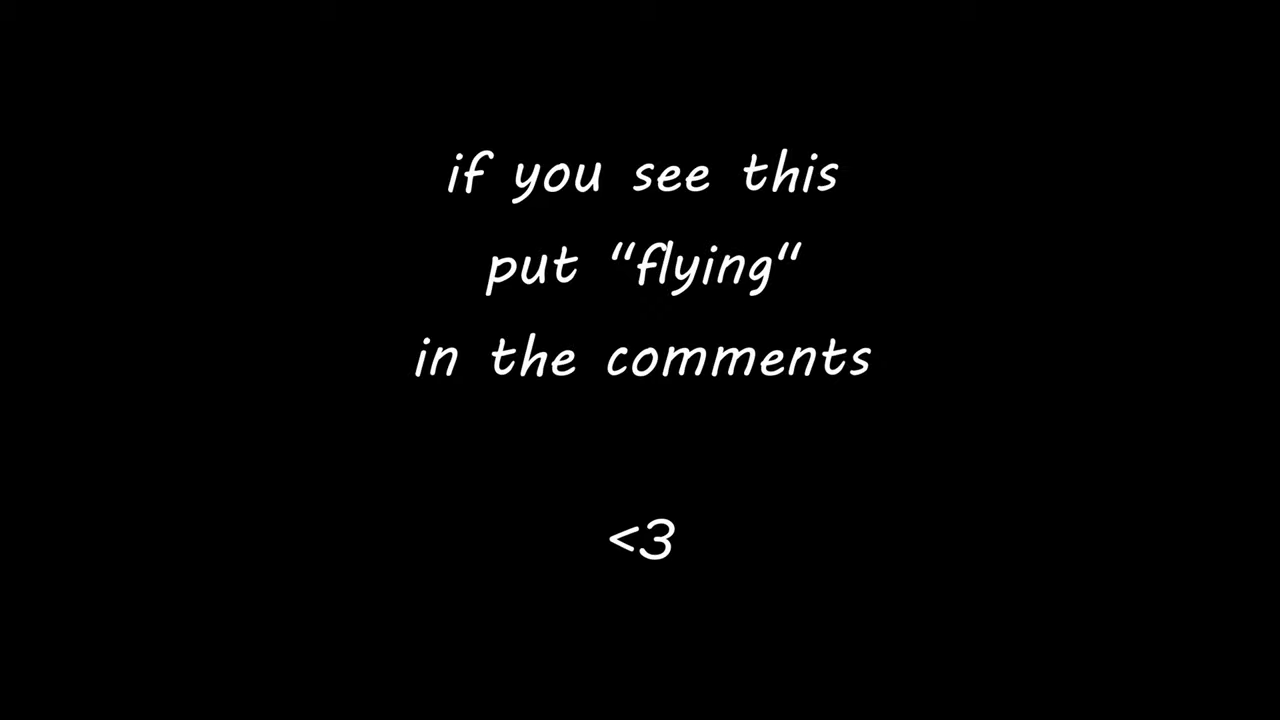 if you see this
put "flying"
in the comments
<3